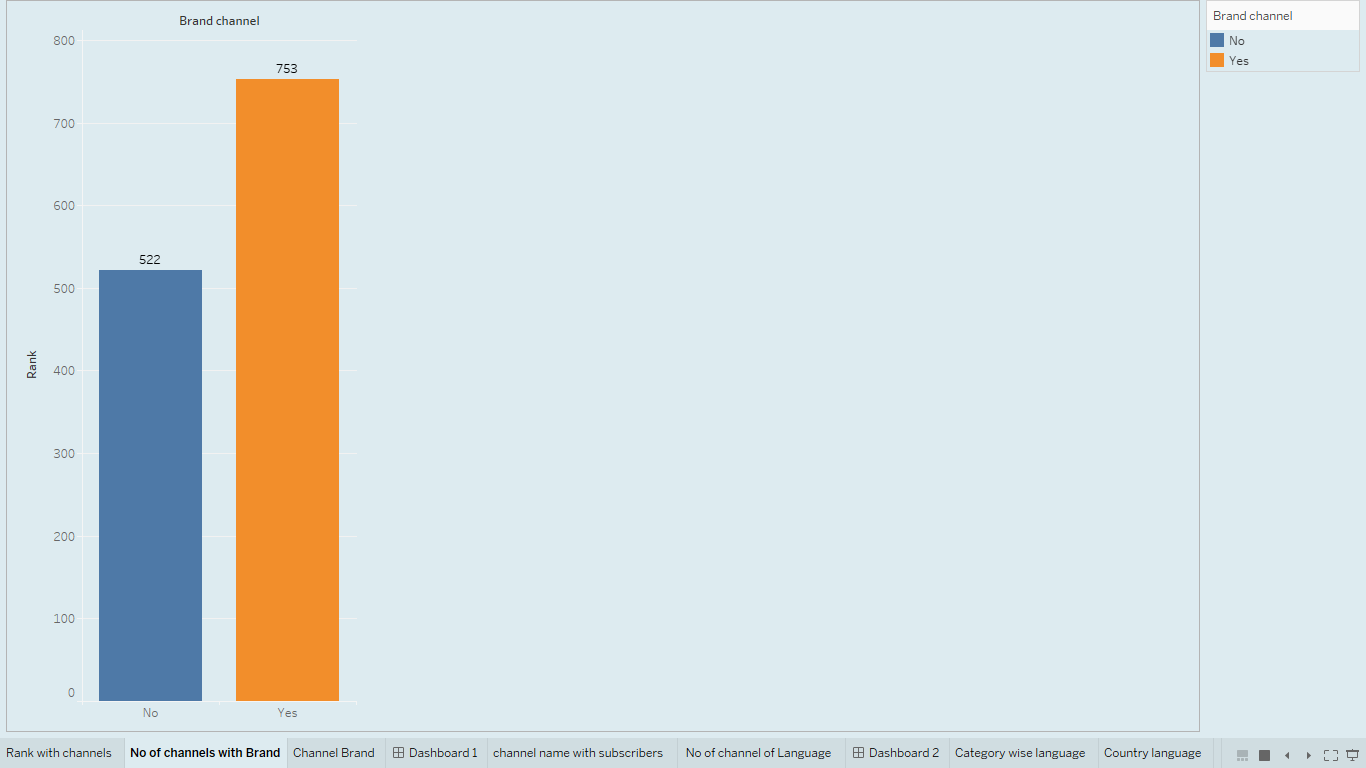 Brand channel
800
700
600
500
400
300
200
100
0
Rank
522
753
No
Yes
Brand channel
No
Yes
Rank with channels
No of channels with Brand
Channel Brand
Dashboard 1
channel name with subscribers
No of channel of Language
Dashboard 2
Category wise language
Country language